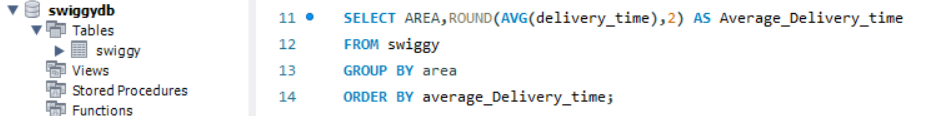 swiggydb
Tables
swiggy
Views
Stored Procedures
Functions
11 SELECT AREA,ROUND(AVG(delivery_time),2) AS Average_Delivery_time
12 FROM swiggy
13 GROUP BY area
14 ORDER BY average_Delivery_time;